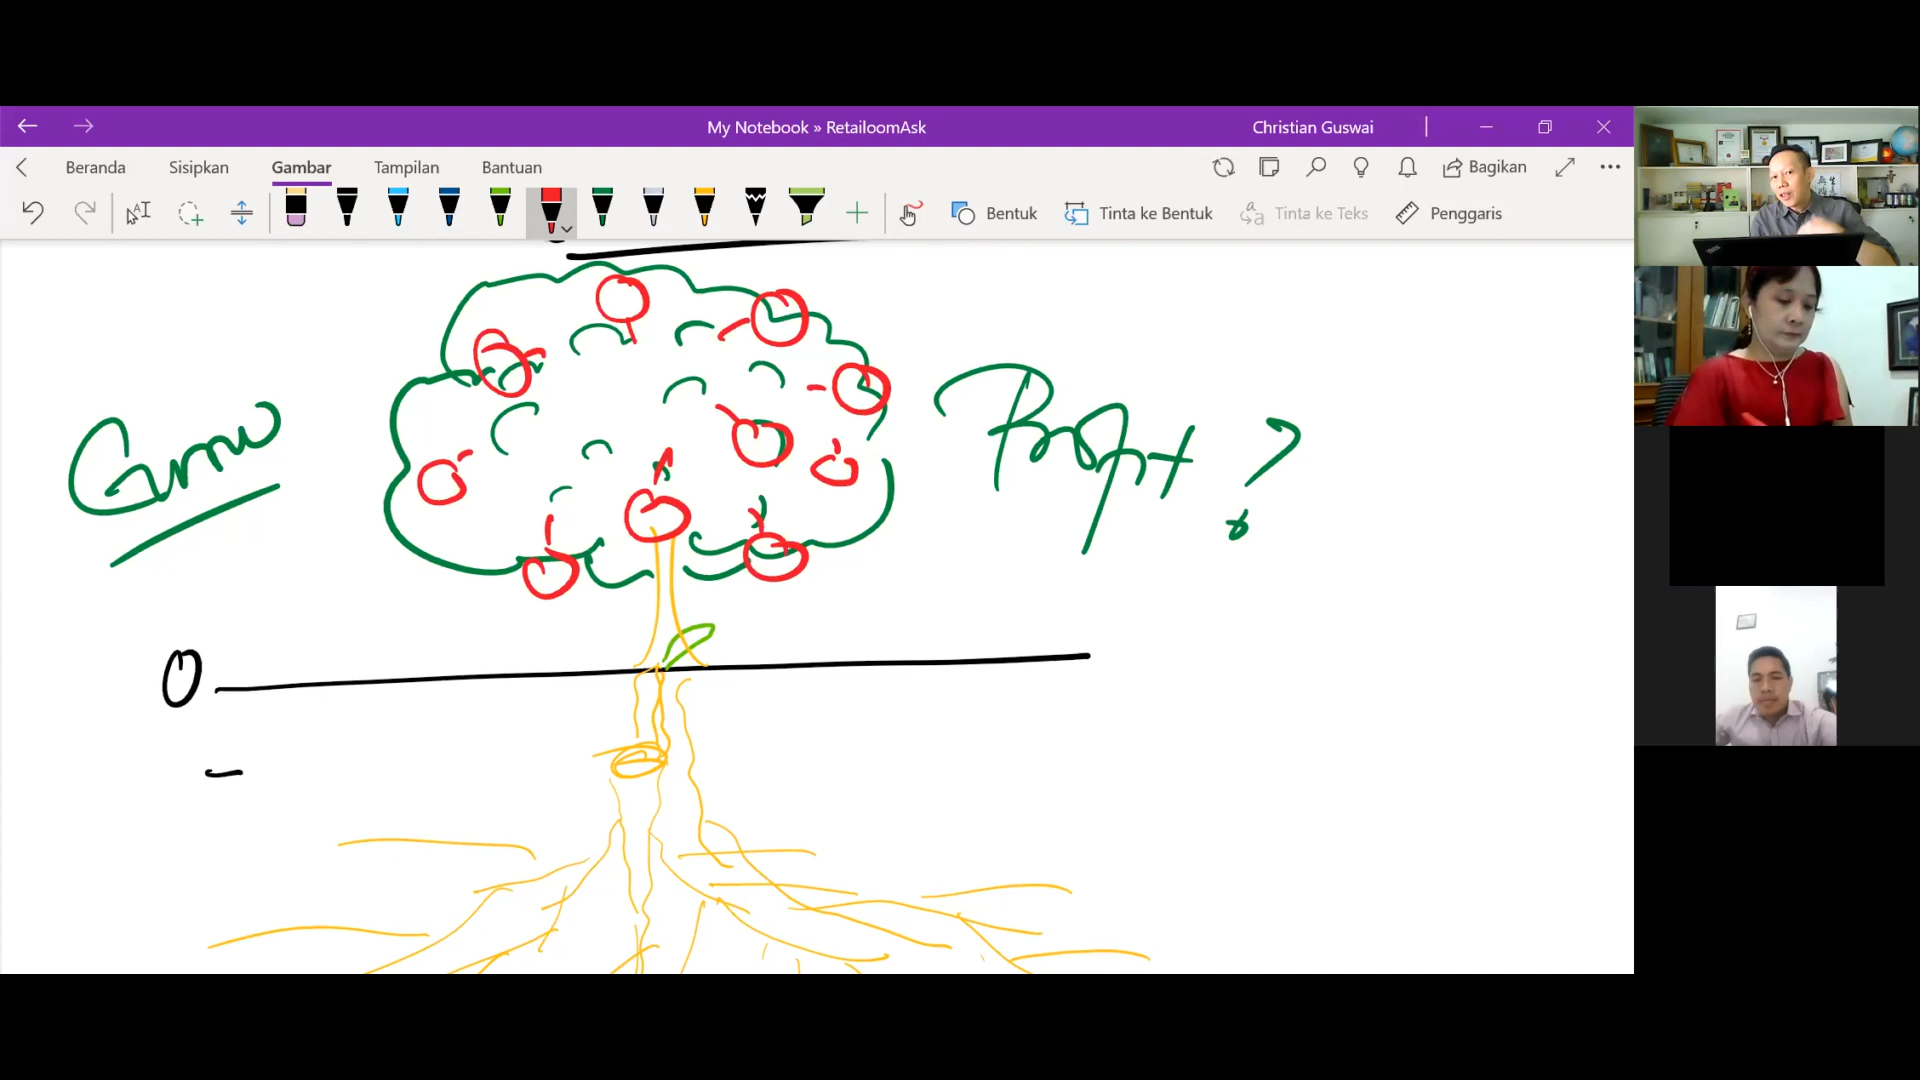 My Notebook » RetailoomAsk
Christian Guswai
Beranda Sisipkan Gambar Tampilan Bantuan Bagikan
Bentuk Tinta ke Bentuk Tinta ke Teks Penggaris
Grow
Profit ?
0
-